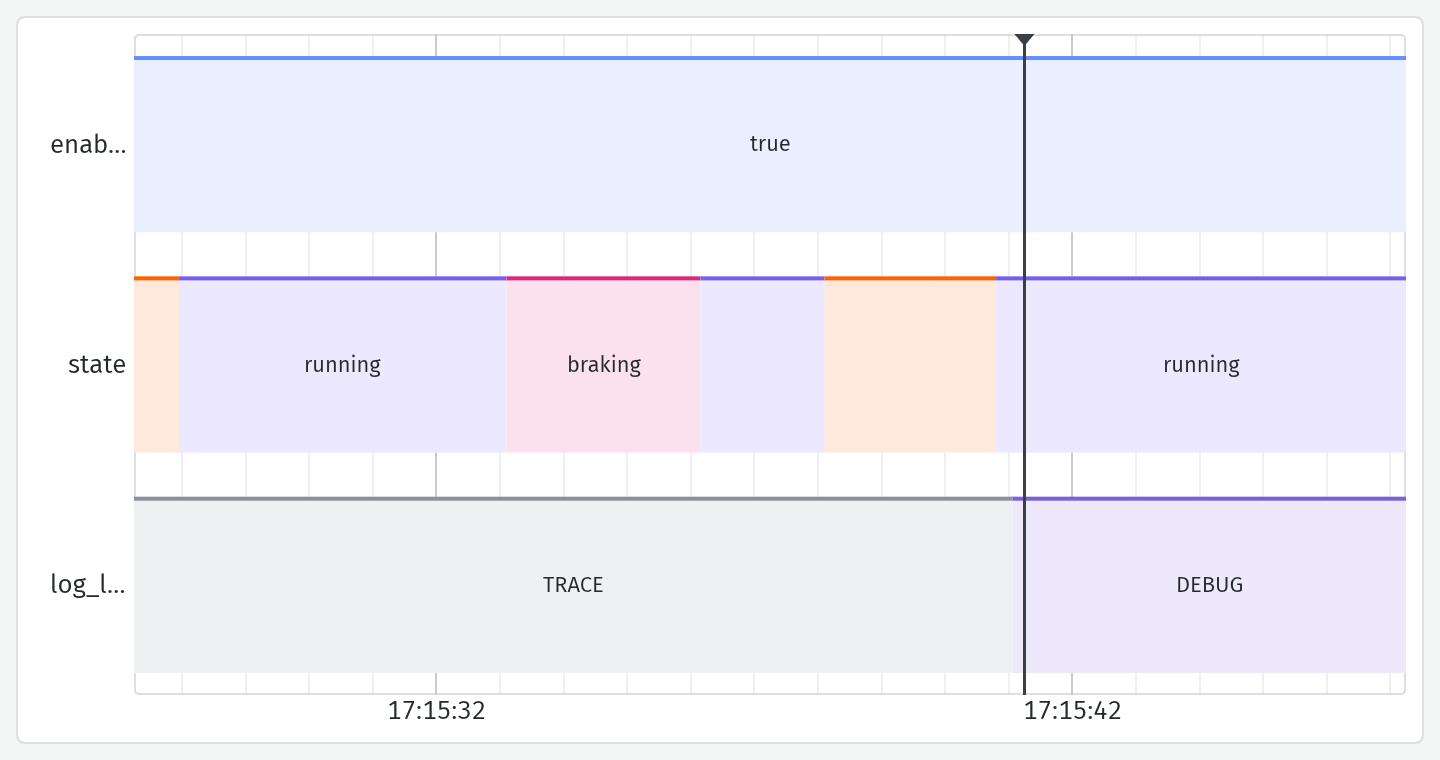 enab...
true
state
running
braking
running
log_l...
TRACE
DEBUG
17:15:32
17:15:42